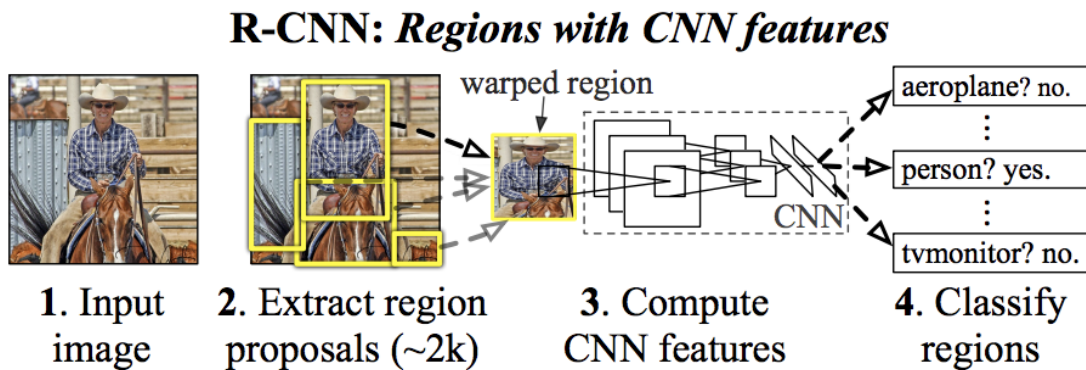 R-CNN: Regions with CNN features
warped region
aeroplane? no.
⋮
person? yes.
⋮
tvmonitor? no.
CNN
1. Input
image
2. Extract region
proposals (~2k)
3. Compute
CNN features
4. Classify
regions